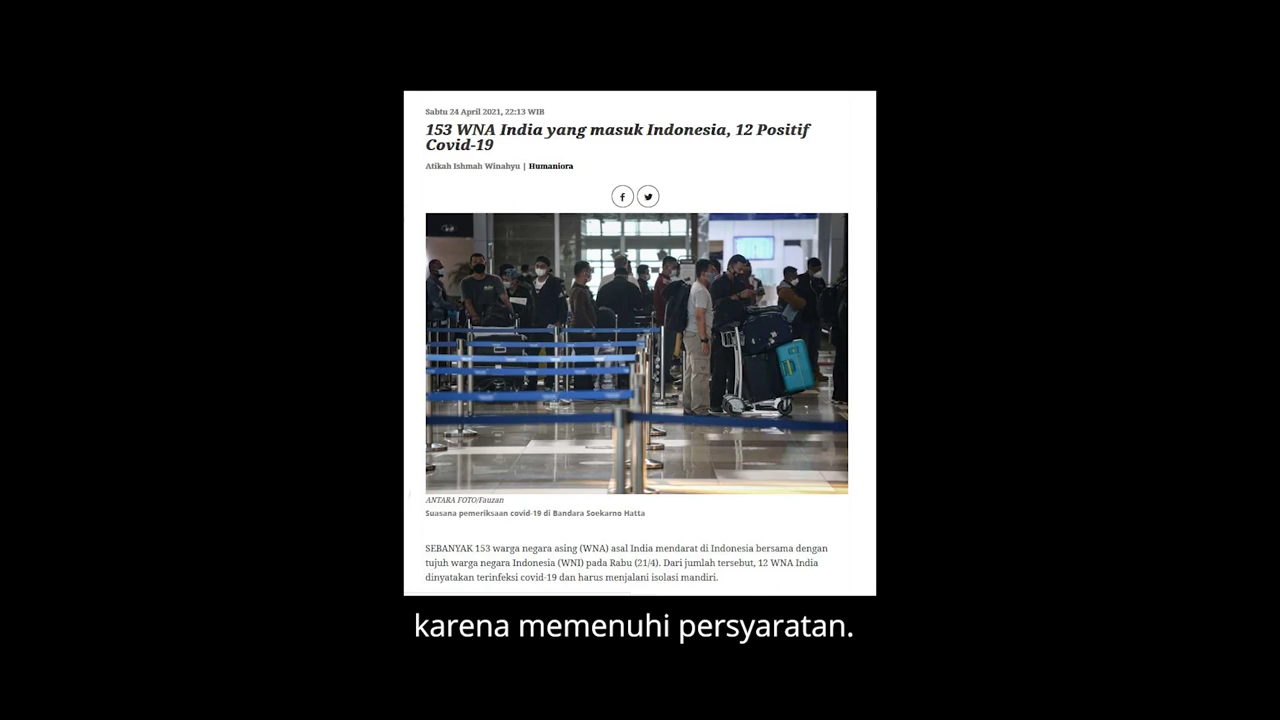 Sabtu 24 April 2021, 22:13 WIB
153 WNA India yang masuk Indonesia, 12 Positif
Covid-19
Atikah Ishmah Winahyu | Humaniora
ANTARA FOTO/Fauzan
Suasana pemeriksaan covid-19 di Bandara Soekarno Hatta
SEBANYAK 153 warga negara asing (WNA) asal India mendarat di Indonesia bersama dengan
tujuh warga negara Indonesia (WNI) pada Rabu (21/4). Dari jumlah tersebut, 12 WNA India
dinyatakan terinfeksi covid-19 dan harus menjalani isolasi mandiri.
karena memenuhi persyaratan.